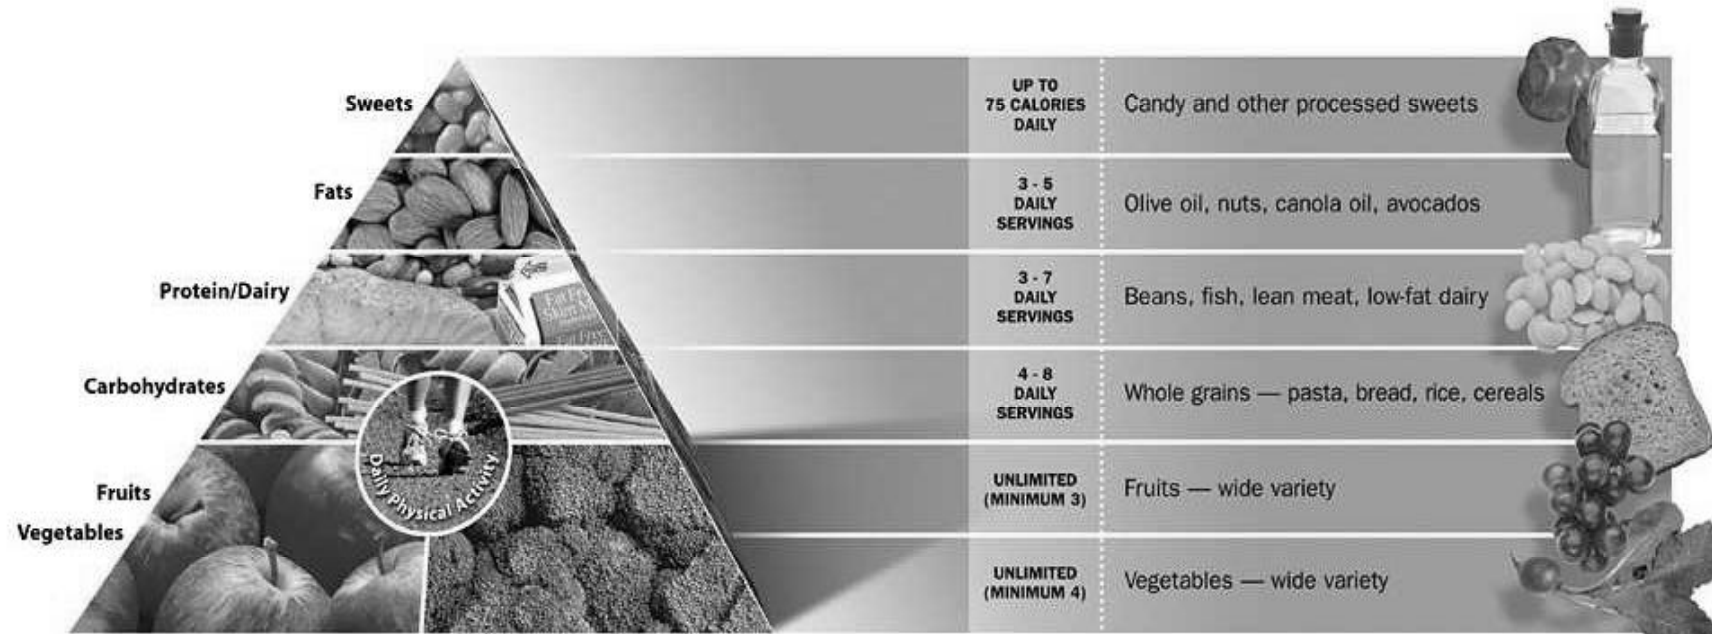 Sweets
UP TO
75 CALORIES
DAILY
Candy and other processed sweets
Fats
3 - 5
DAILY
SERVINGS
Olive oil, nuts, canola oil, avocados
Protein/Dairy
3 - 7
DAILY
SERVINGS
Beans, fish, lean meat, low-fat dairy
Carbohydrates
4 - 8
DAILY
SERVINGS
Whole grains — pasta, bread, rice, cereals
Daily Physical Activity
Fruits
UNLIMITED
(MINIMUM 3)
Fruits — wide variety
Vegetables
UNLIMITED
(MINIMUM 4)
Vegetables — wide variety